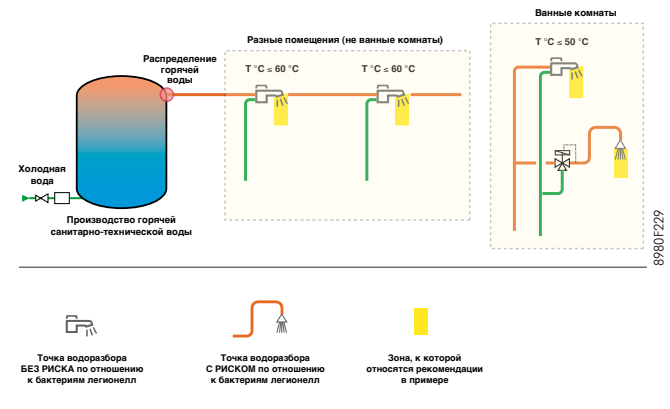 Ванные комнаты
Разные помещения (не ванные комнаты)
T °C ≤ 50 °C
Распределение
горячей
воды
T °C ≤ 60 °C
T °C ≤ 60 °C
Холодная
вода
Производство горячей
санитарно-технической воды
8980F229
Точка водоразбора
БЕЗ РИСКА по отношению
к бактериям легионелл
Точка водоразбора
С РИСКОМ по отношению
к бактериям легионелл
Зона, к которой
относятся рекомендации
в примере